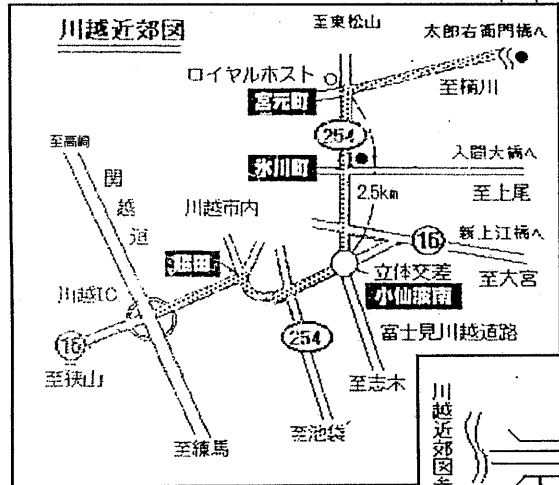 川越近郊図
至東松山
太郎右衛門橋へ
ロイヤルホスト
至桶川
宮元町
254
至高崎
入間大橋へ
氷川町
関越道
2.5km
至上尾
川越市内
新上江橋へ
16
立体交差
至大宮
川越IC
小仙波南
富士見川越道路
16
254
至狭山
至志木
至池袋
至練馬
川越近郊図